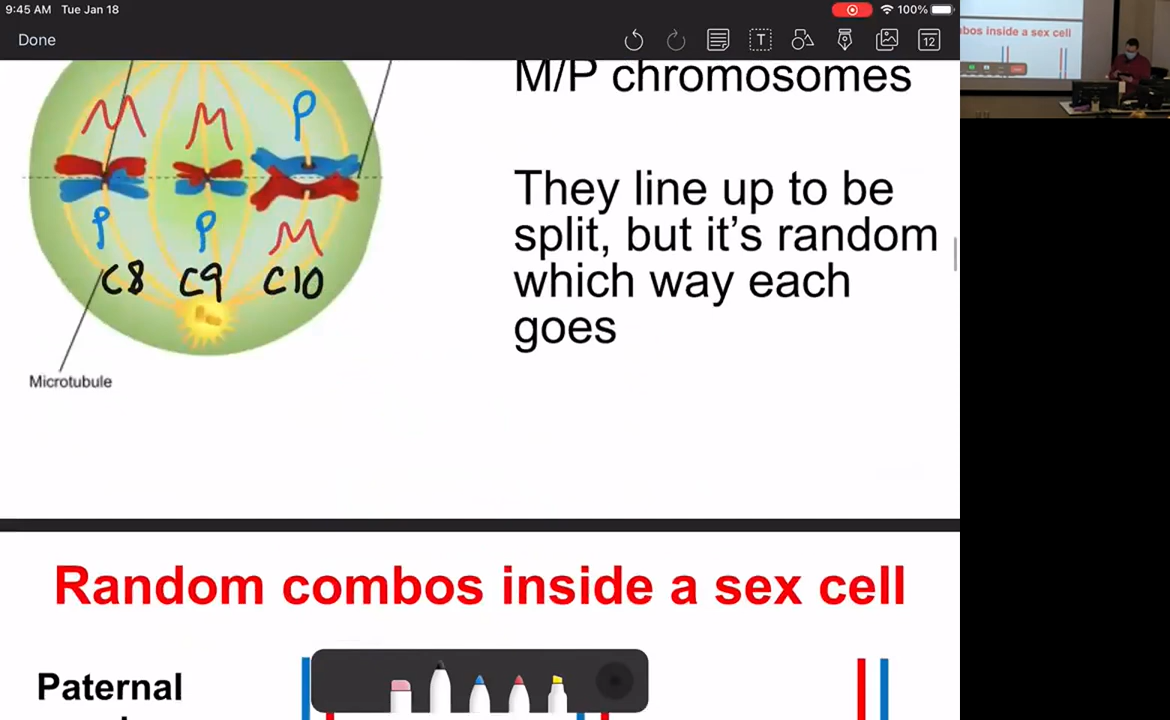 9:45 AM Tue Jan 18
100%
Done
T
12
M/P chromosomes
M M P
They line up to be
split, but it's random
which way each
goes
P P M
C8 C9 C10
Microtubule
Random combos inside a sex cell
Paternal
bos inside a sex cell